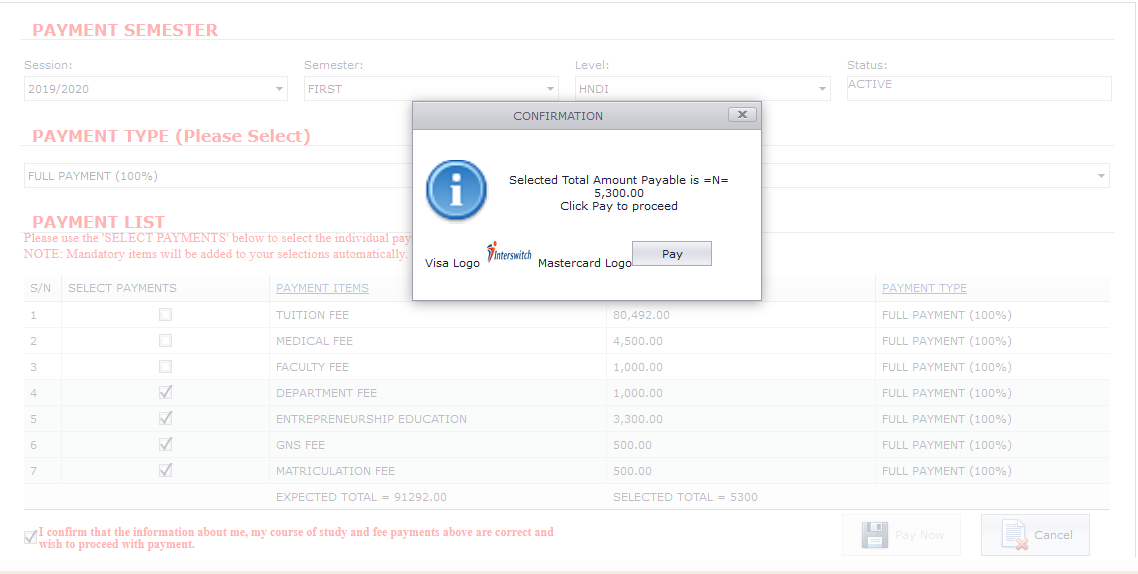 PAYMENT SEMESTER
Session: Semester: Level: Status:
2019/2020 FIRST HNDI ACTIVE
CONFIRMATION
PAYMENT TYPE (Please Select)
FULL PAYMENT (100%)
Selected Total Amount Payable is =N=
5,300.00
Click Pay to proceed
Visa Logo Interswitch Mastercard Logo Pay
PAYMENT LIST
Please use the 'SELECT PAYMENTS' below to select the individual pay
NOTE: Mandatory items will be added to your selections automatically.
S/N SELECT PAYMENTS PAYMENT ITEMS PAYMENT TYPE
1 TUITION FEE 80,492.00 FULL PAYMENT (100%)
2 MEDICAL FEE 4,500.00 FULL PAYMENT (100%)
3 FACULTY FEE 1,000.00 FULL PAYMENT (100%)
4 DEPARTMENT FEE 1,000.00 FULL PAYMENT (100%)
5 ENTREPRENEURSHIP EDUCATION 3,300.00 FULL PAYMENT (100%)
6 GNS FEE 500.00 FULL PAYMENT (100%)
7 MATRICULATION FEE 500.00 FULL PAYMENT (100%)
EXPECTED TOTAL = 91292.00 SELECTED TOTAL = 5300
I confirm that the information about me, my course of study and fee payments above are correct and
wish to proceed with payment.
Pay Now Cancel